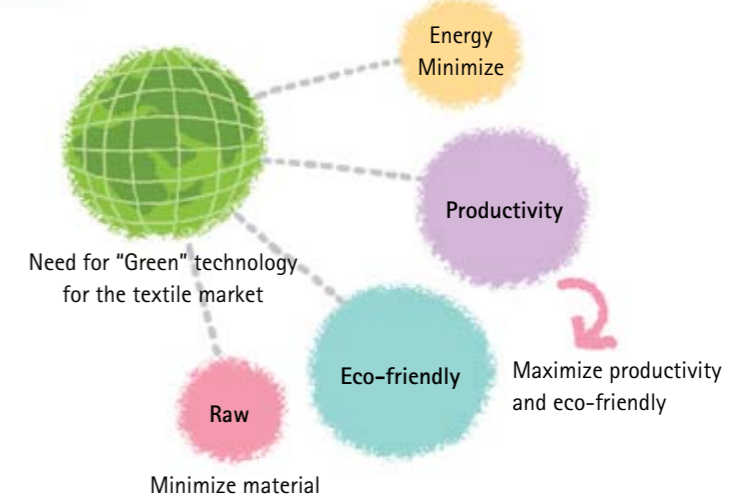 Energy
Minimize
Productivity
Need for “Green” technology
for the textile market
Eco-friendly
Maximize productivity
and eco-friendly
Raw
Minimize material